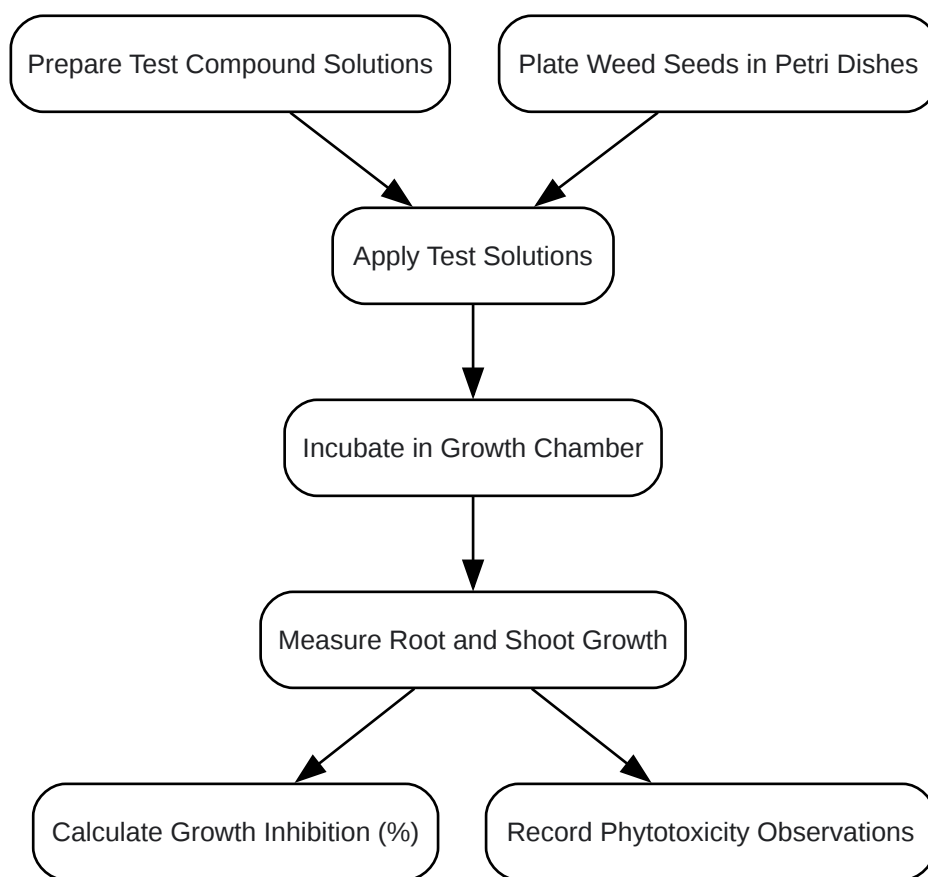 Prepare Test Compound Solutions
Plate Weed Seeds in Petri Dishes
Apply Test Solutions
Incubate in Growth Chamber
Measure Root and Shoot Growth
Calculate Growth Inhibition (%)
Record Phytotoxicity Observations